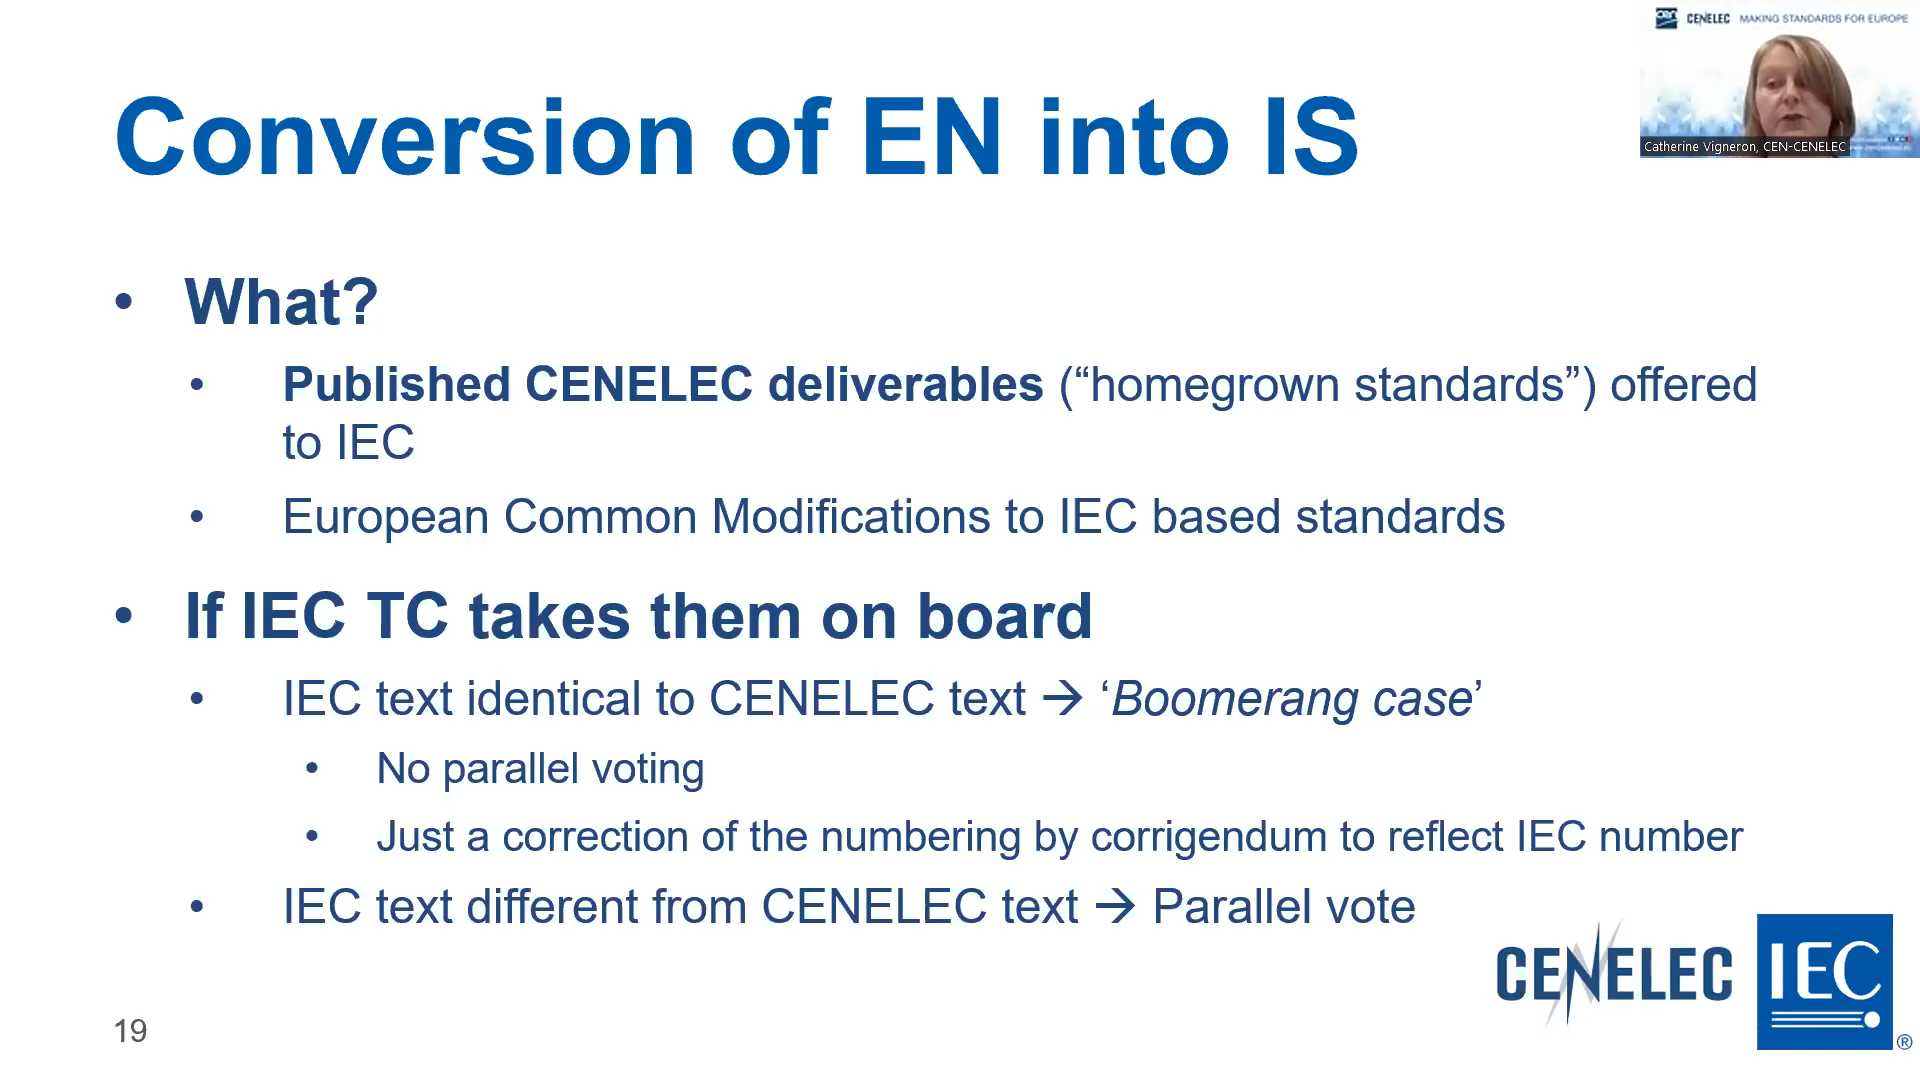 cen CENELEC MAKING STANDARDS FOR EUROPE
Catherine Vigneron, CEN-CENELEC
Conversion of EN into IS
• What?
• Published CENELEC deliverables (“homegrown standards”) offered
to IEC
• European Common Modifications to IEC based standards
• If IEC TC takes them on board
• IEC text identical to CENELEC text → ‘Boomerang case’
• No parallel voting
• Just a correction of the numbering by corrigendum to reflect IEC number
• IEC text different from CENELEC text → Parallel vote
CENELEC
IEC
®
19